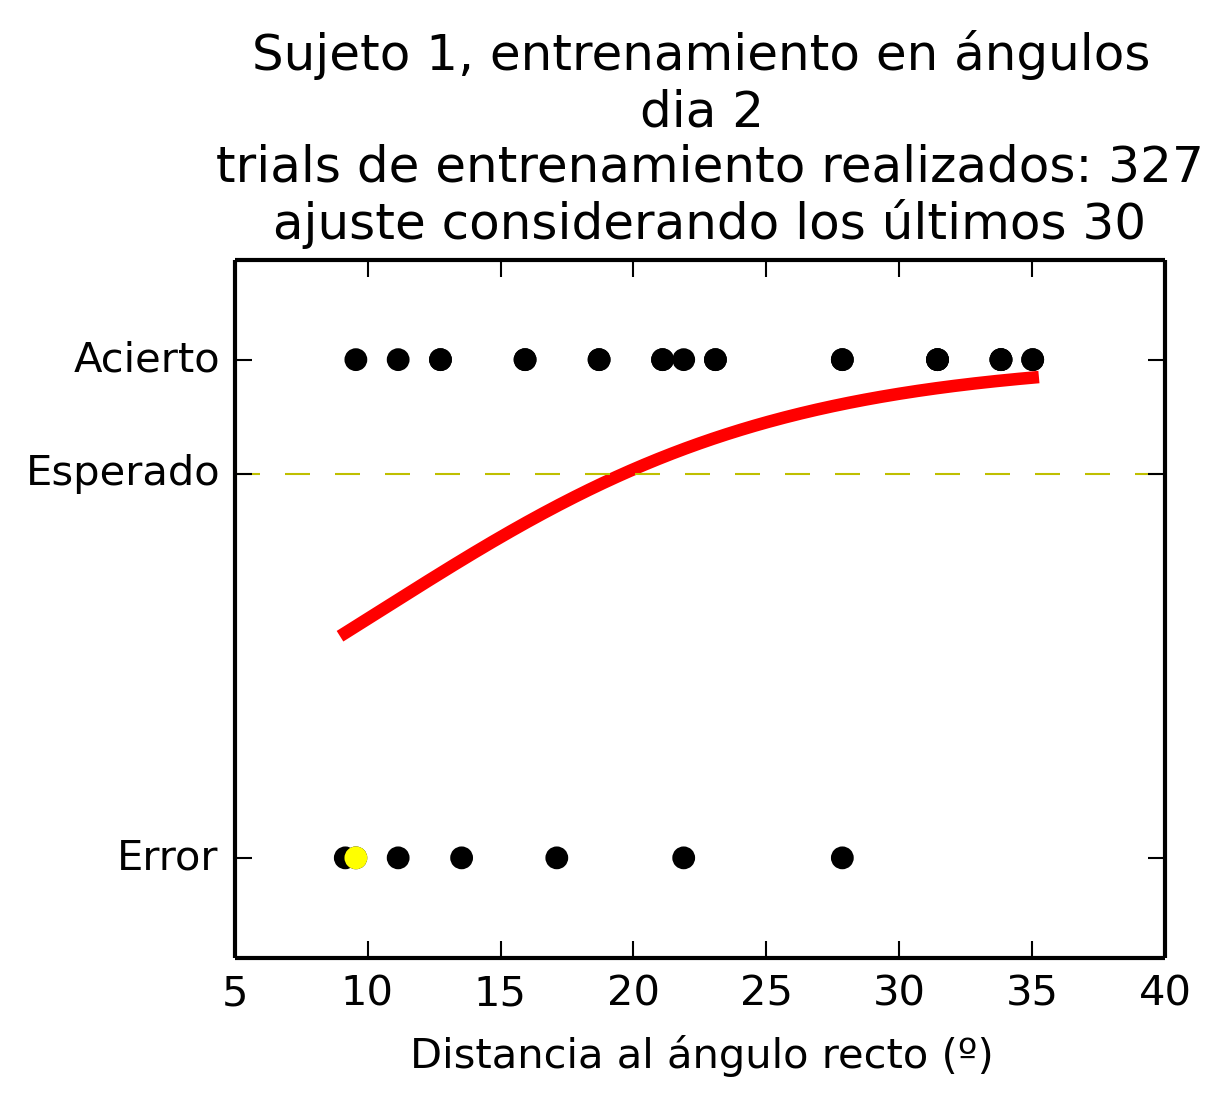 Sujeto 1, entrenamiento en ángulos
dia 2
trials de entrenamiento realizados: 327
ajuste considerando los últimos 30
Acierto
Esperado
Error
5 10 15 20 25 30 35 40
Distancia al ángulo recto (º)